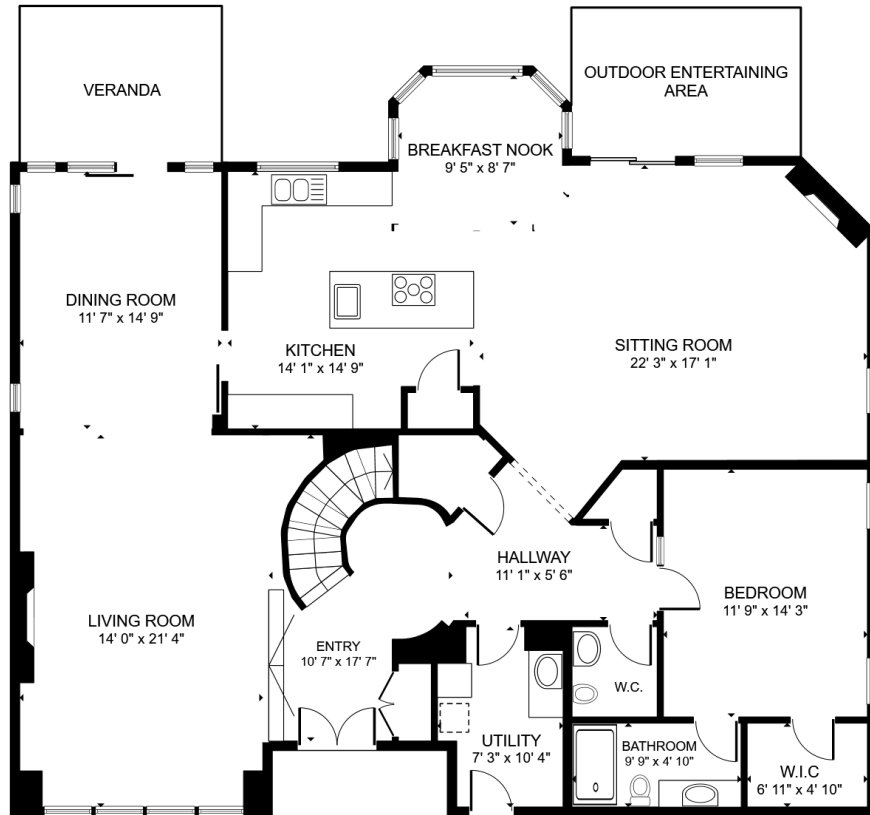 VERANDA
OUTDOOR ENTERTAINING
AREA
BREAKFAST NOOK
9' 5" x 8' 7"
DINING ROOM
11' 7" x 14' 9"
KITCHEN
14' 1" x 14' 9"
SITTING ROOM
22' 3" x 17' 1"
HALLWAY
11' 1" x 5' 6"
BEDROOM
11' 9" x 14' 3"
LIVING ROOM
14' 0" x 21' 4"
ENTRY
10' 7" x 17' 7"
W.C.
UTILITY
7' 3" x 10' 4"
BATHROOM
9' 9" x 4' 10"
W.I.C
6' 11" x 4' 10"